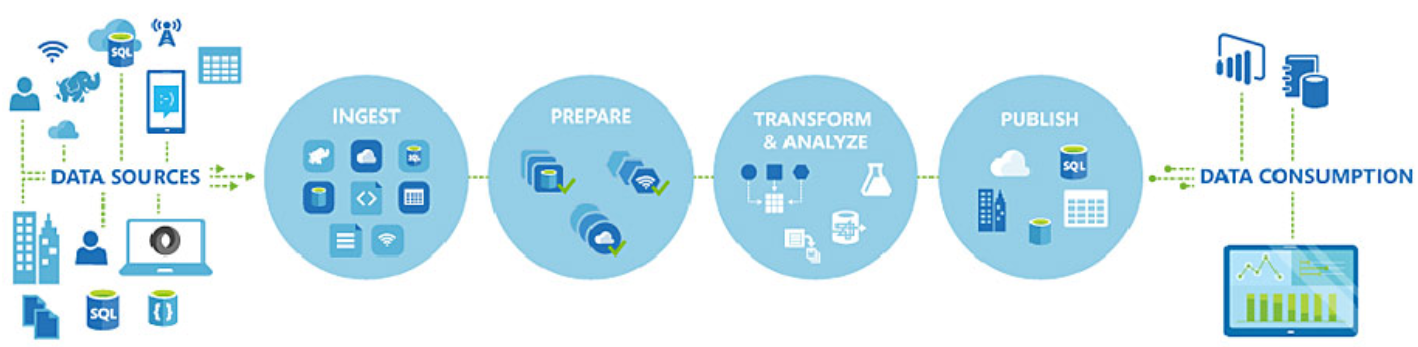 SQL
:-)
DATA SOURCES
SQL
{ }
INGEST
SQL
<>
PREPARE
TRANSFORM
& ANALYZE
PUBLISH
SQL
DATA CONSUMPTION